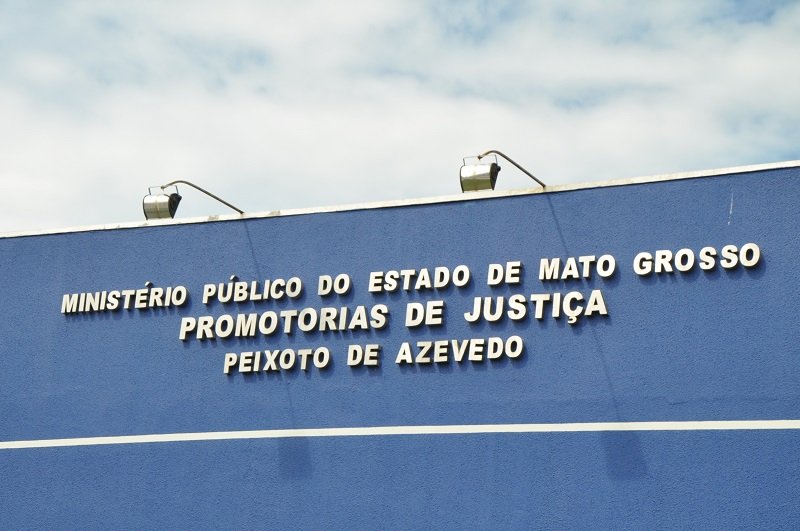 MINISTÉRIO PÚBLICO DO ESTADO DE MATO GROSSO
PROMOTORIAS DE JUSTIÇA
PEIXOTO DE AZEVEDO